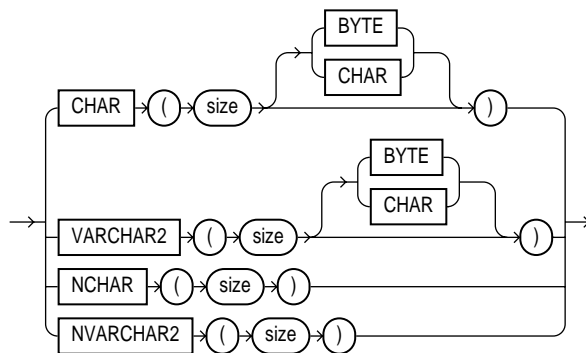 BYTE
CHAR
CHAR ( size )
BYTE
CHAR
VARCHAR2 ( size )
NCHAR ( size )
NVARCHAR2 ( size )